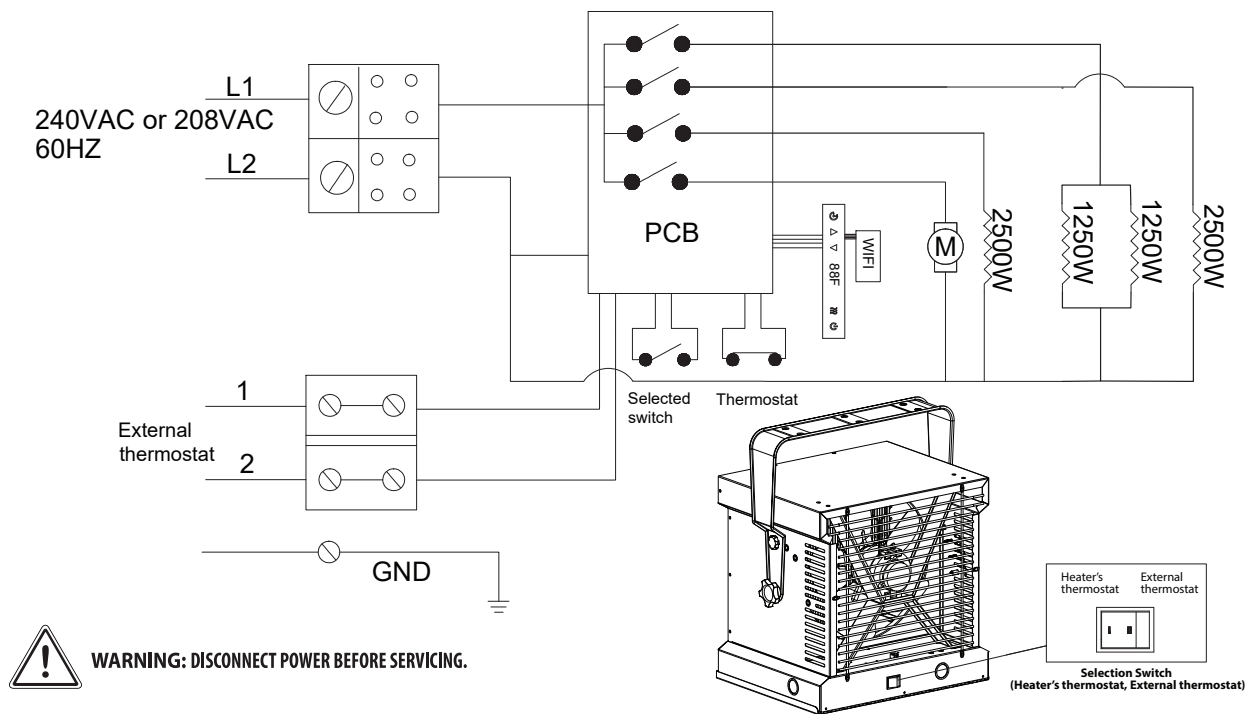 L1
240VAC or 208VAC
60HZ
L2
PCB
88F
WIFI
M
2500W
1250W
1250W
2500W
1
External
thermostat
2
Selected
switch
Thermostat
GND
WARNING: DISCONNECT POWER BEFORE SERVICING.
Heater's
thermostat
External
thermostat
Selection Switch
(Heater's thermostat, External thermostat)